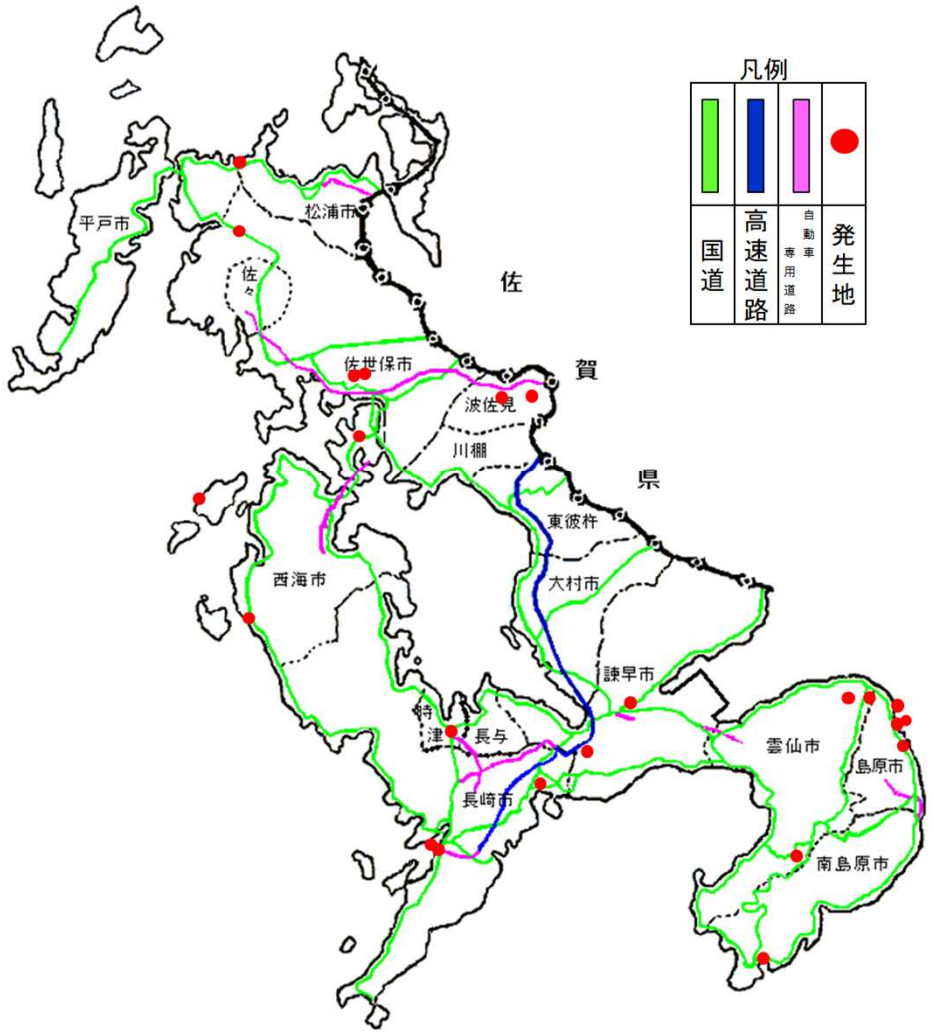 凡例
国道
高速道路
自動車
専用道路
発生地
平戸市
松浦市
佐々
佐
賀
県
佐世保市
波佐見
川棚
東彼杵
西海市
大村市
諫早市
時
津
長与
長崎市
雲仙市
島原市
南島原市